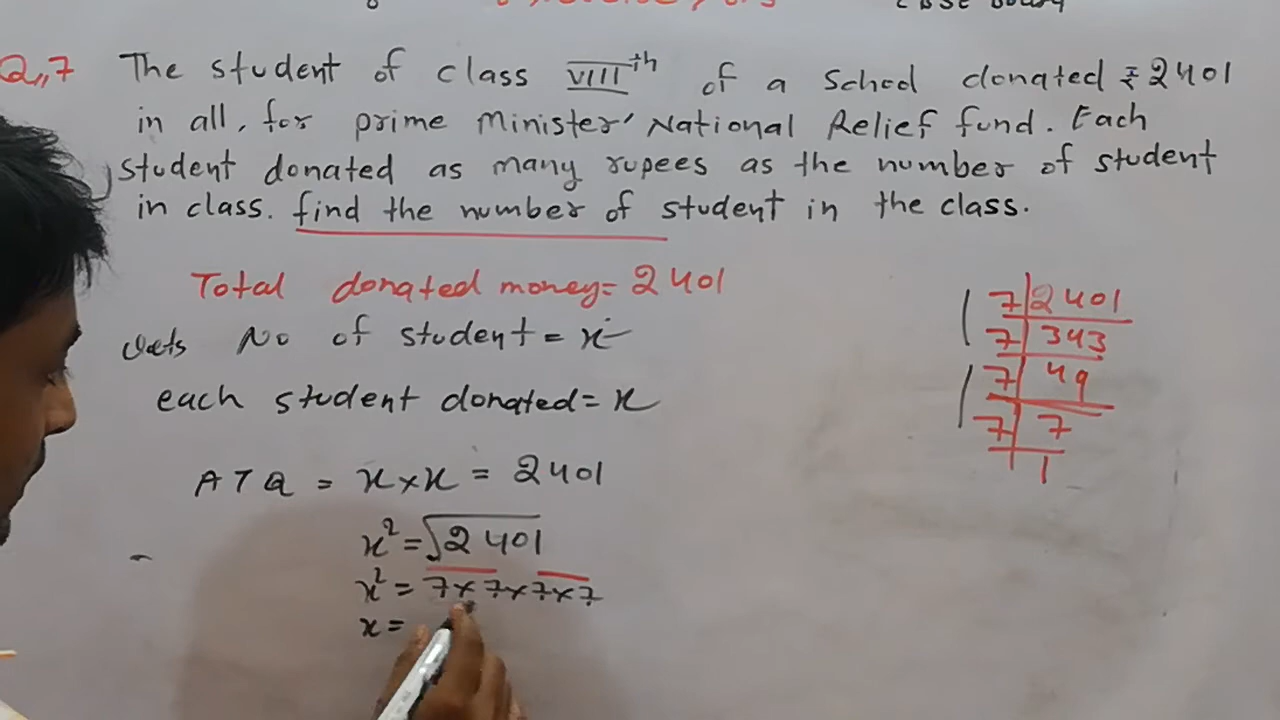 CBSE Board
Q,,7 The student of class VIIIth of a School donated ₹2401
in all, for prime Minister' National Relief fund. Each
student donated as many rupees as the number of student
in class. find the number of student in the class.
Total donated money= 2401
No of student = x
each student donated= x
ATQ = x×x = 2401
x² = √2401
x² = 7×7×7×7
x =
7 2401
7 343
7 49
7 7
1